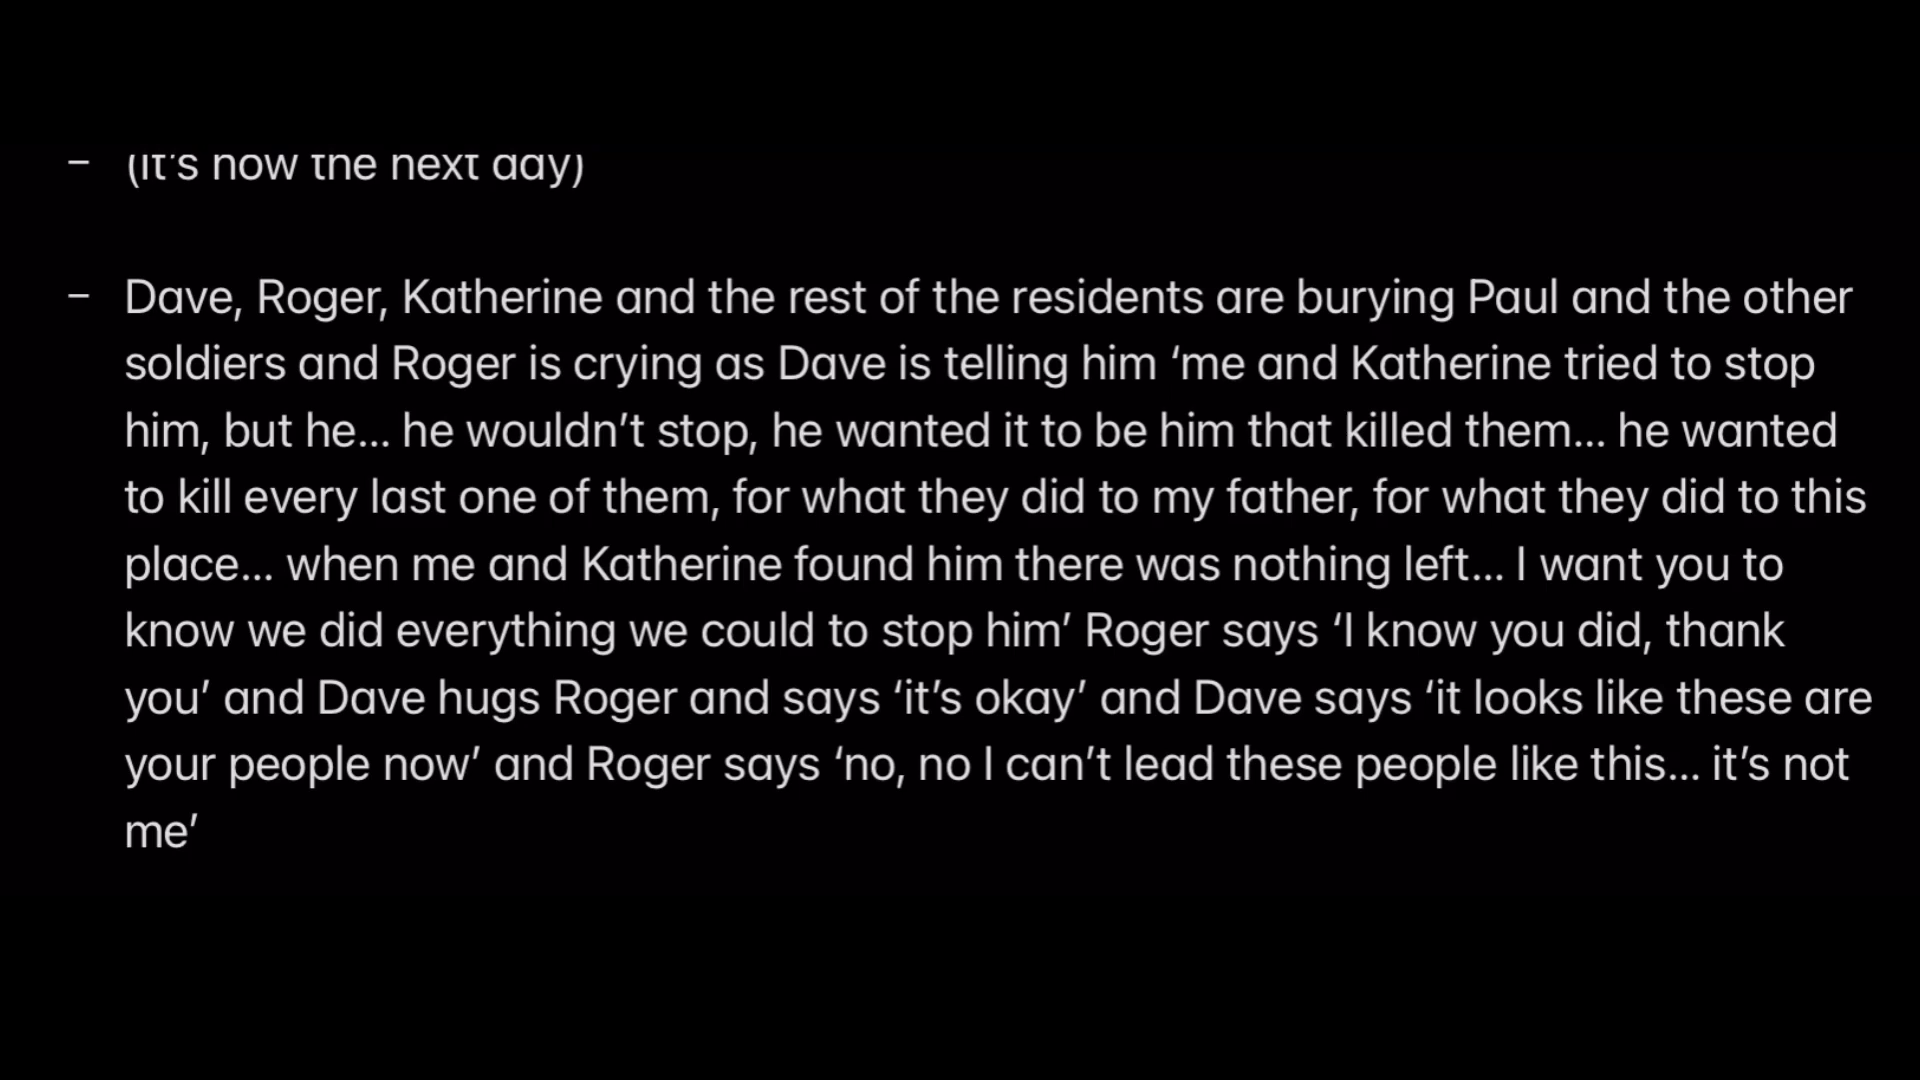 – (it's now the next day)
– Dave, Roger, Katherine and the rest of the residents are burying Paul and the other
soldiers and Roger is crying as Dave is telling him ‘me and Katherine tried to stop
him, but he... he wouldn’t stop, he wanted it to be him that killed them... he wanted
to kill every last one of them, for what they did to my father, for what they did to this
place... when me and Katherine found him there was nothing left... I want you to
know we did everything we could to stop him’ Roger says ‘I know you did, thank
you’ and Dave hugs Roger and says ‘it’s okay’ and Dave says ‘it looks like these are
your people now’ and Roger says ‘no, no I can’t lead these people like this... it’s not
me’